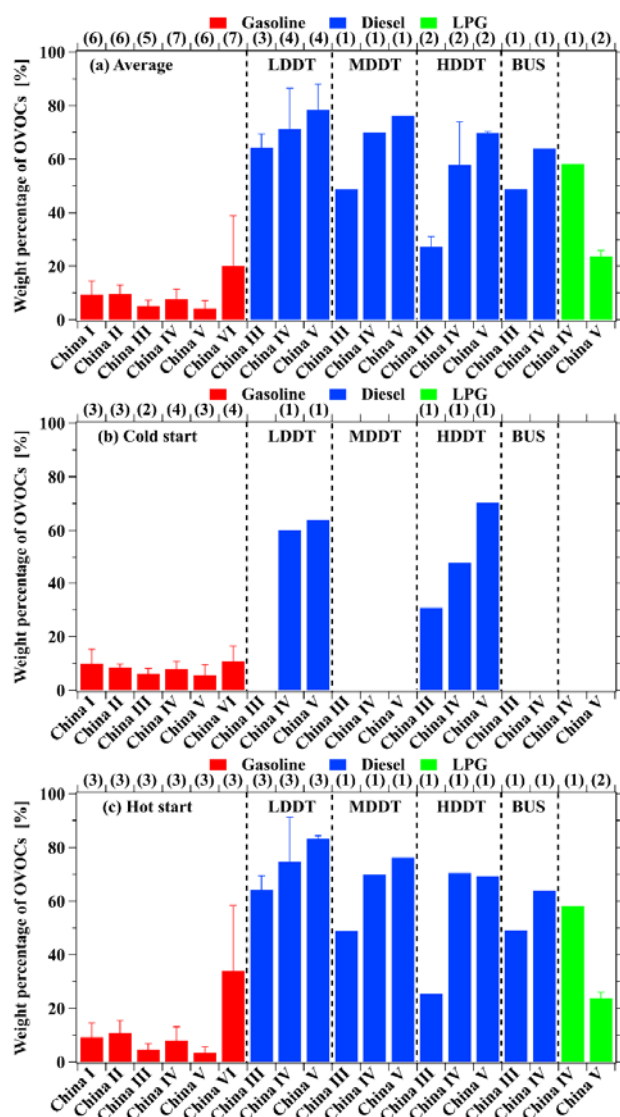 Gasoline Diesel LPG
(6) (6) (5) (7) (6) (7) (3) (4) (4) (1) (1) (1) (2) (2) (2) (1) (1) (1) (2)
(a) Average LDDT MDDT HDDT BUS
Weight percentage of OVOCs [%]
100
80
60
40
20
0
China I China II China III China IV China V China VI China III China IV China V China III China IV China V China III China IV China V China III China IV China IV China V
Gasoline Diesel LPG
(3) (3) (2) (4) (3) (4) (1) (1) (1) (1) (1)
(b) Cold start LDDT MDDT HDDT BUS
Weight percentage of OVOCs [%]
100
80
60
40
20
0
China I China II China III China IV China V China VI China III China IV China V China III China IV China V China III China IV China V China III China IV China IV China V
Gasoline Diesel LPG
(3) (3) (3) (3) (3) (3) (3) (3) (3) (1) (1) (1) (1) (1) (1) (1) (1) (1) (2)
(c) Hot start LDDT MDDT HDDT BUS
Weight percentage of OVOCs [%]
100
80
60
40
20
0
China I China II China III China IV China V China VI China III China IV China V China III China IV China V China III China IV China V China III China IV China IV China V